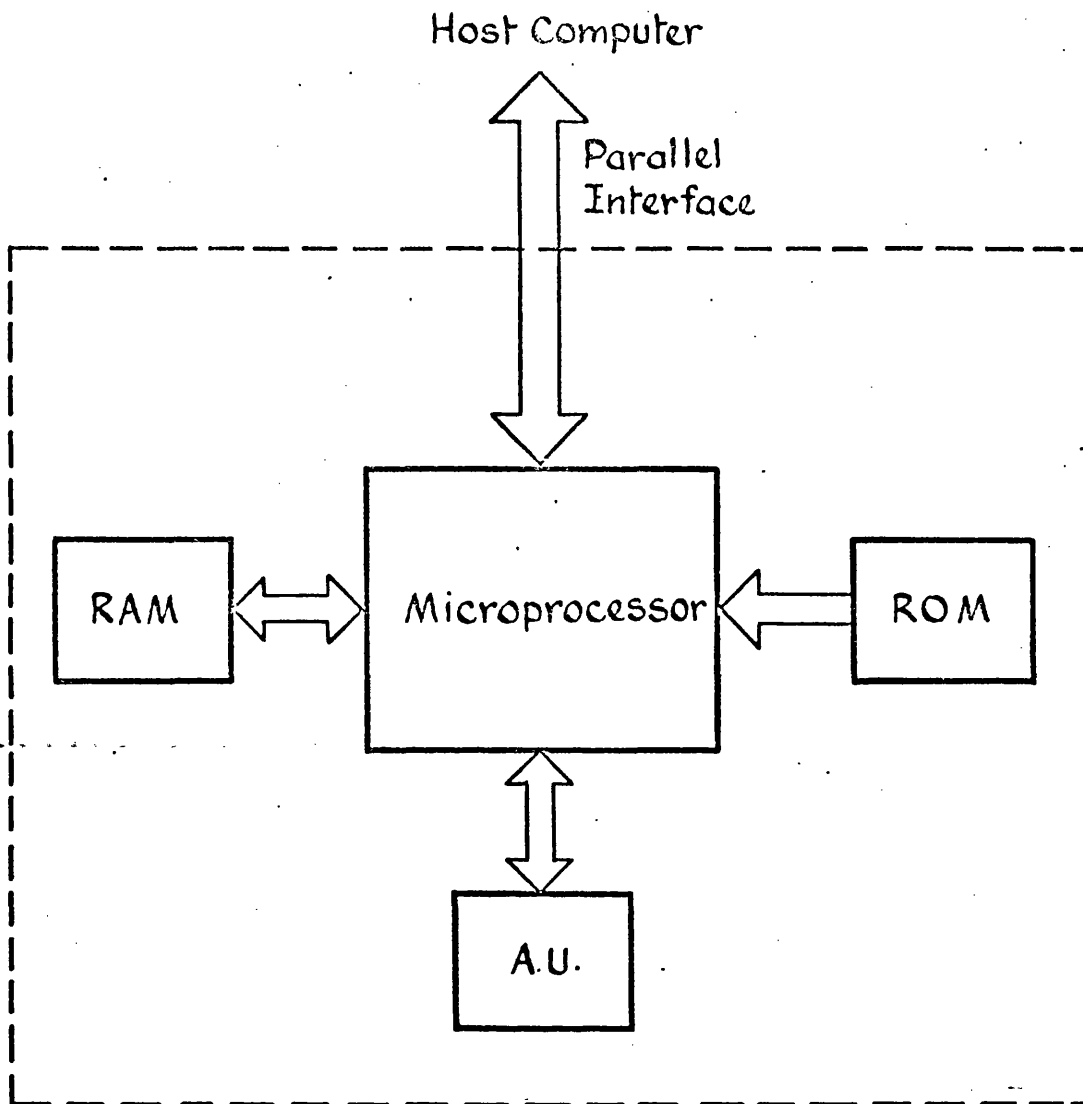 Host Computer
Parallel
Interface
RAM
Microprocessor
ROM
A.U.